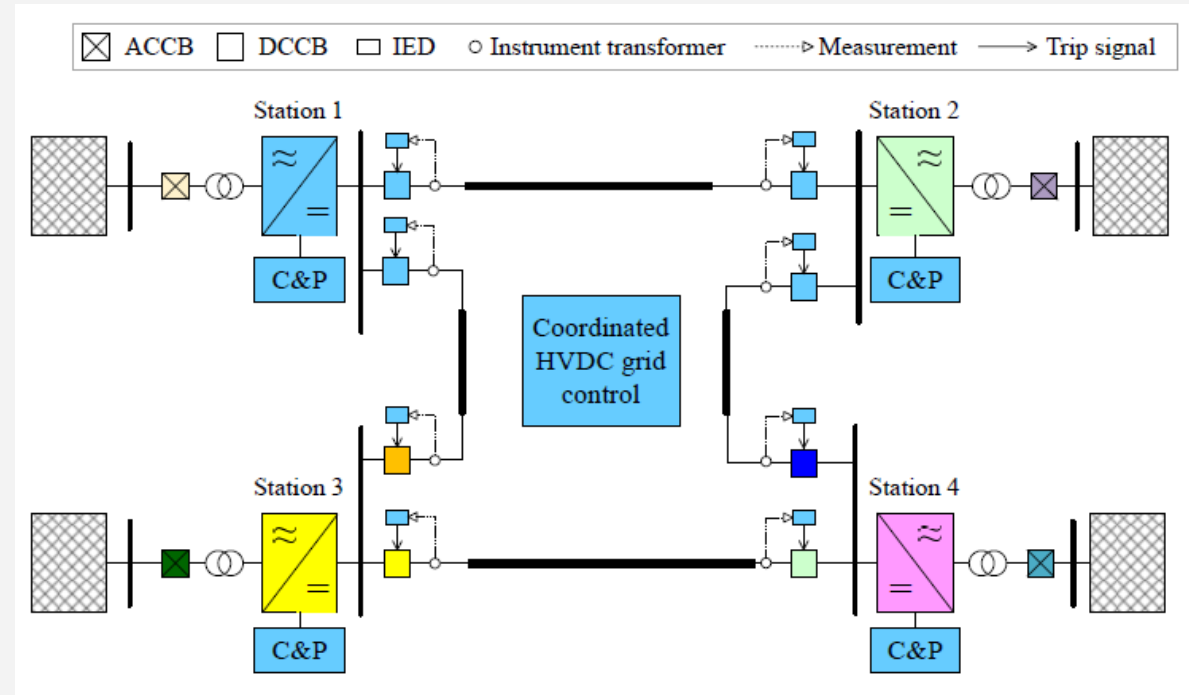 ACCB DCCB IED Instrument transformer Measurement Trip signal
Station 1
Station 2
C&P
C&P
Coordinated
HVDC grid
control
Station 3
Station 4
C&P
C&P